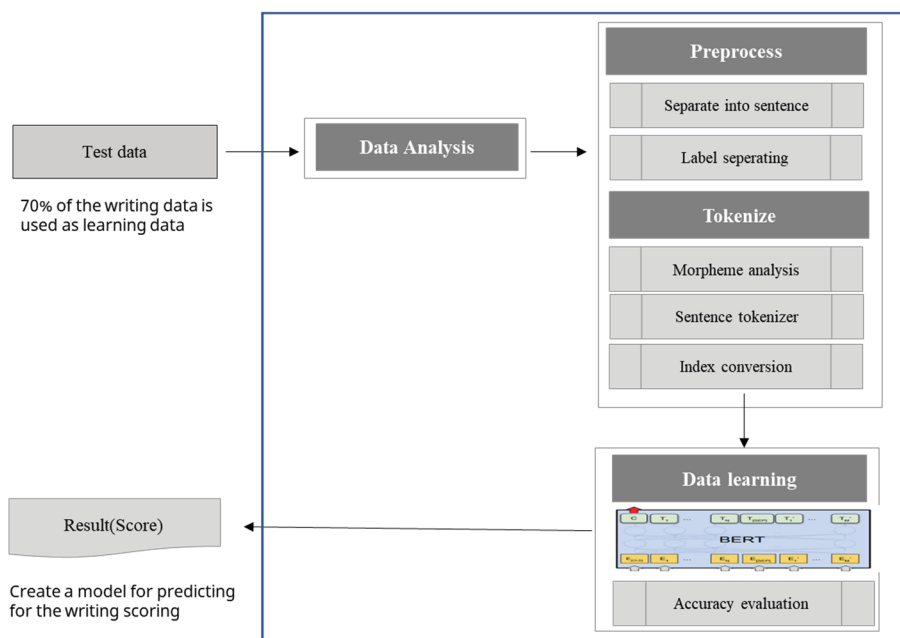 Preprocess
Separate into sentence
Label seperating
Test data
70% of the writing data is
used as learning data
Data Analysis
Tokenize
Morpheme analysis
Sentence tokenizer
Index conversion
Data learning
BERT
Accuracy evaluation
Result(Score)
Create a model for predicting
for the writing scoring